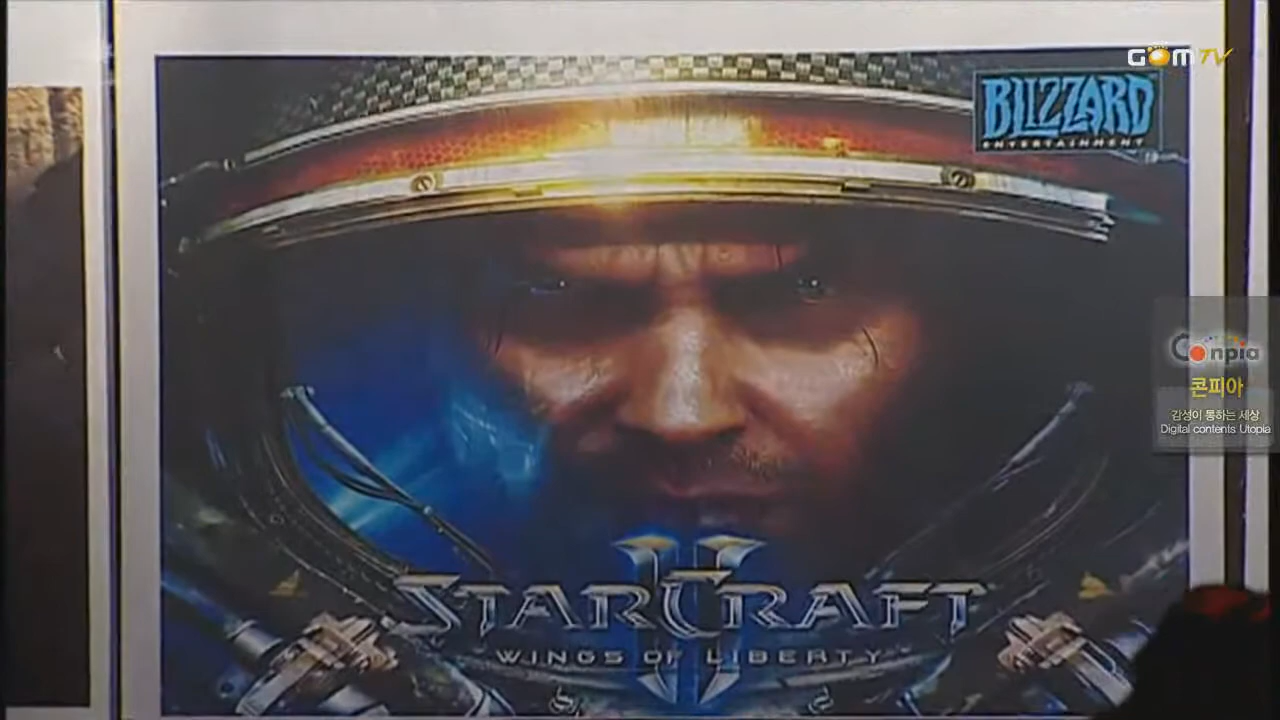 GOMTV
BLIZZARD
ENTERTAINMENT
Conpia
콘피아
감성이 통하는 세상
Digital contents Utopia
II
STARCRAFT
WINGS OF LIBERTY